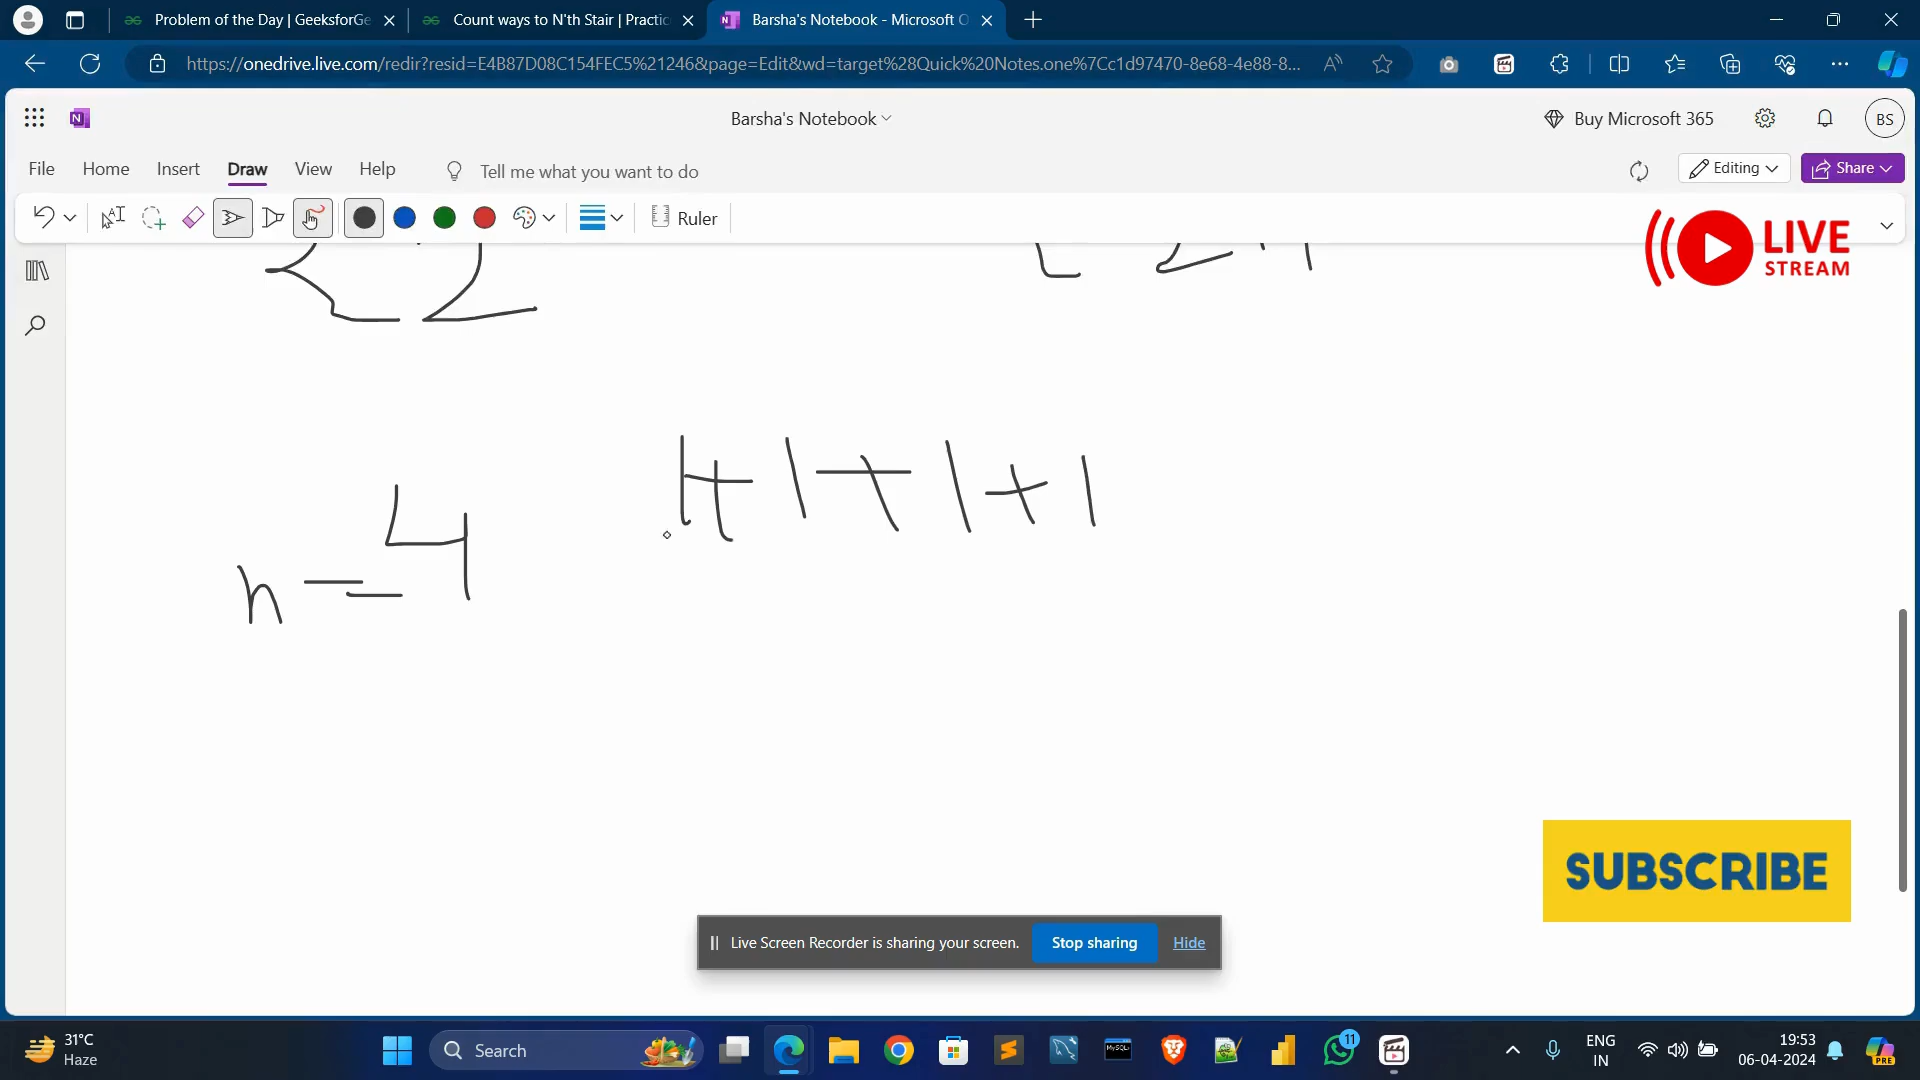 Problem of the Day | GeeksforGe
Count ways to N'th Stair | Practic
Barsha's Notebook - Microsoft O
https://onedrive.live.com/redir?resid=E4B87D08C154FEC5%21246&page=Edit&wd=target%28Quick%20Notes.one%7Cc1d97470-8e68-4e88-8...
Barsha's Notebook
Buy Microsoft 365
BS
File Home Insert Draw View Help Tell me what you want to do
Editing
Share
Ruler
LIVE
STREAM
2
1+1+1+1
n=4
SUBSCRIBE
Live Screen Recorder is sharing your screen. Stop sharing Hide
31°C
Haze
Search
11
ENG
IN
19:53
06-04-2024
PRE